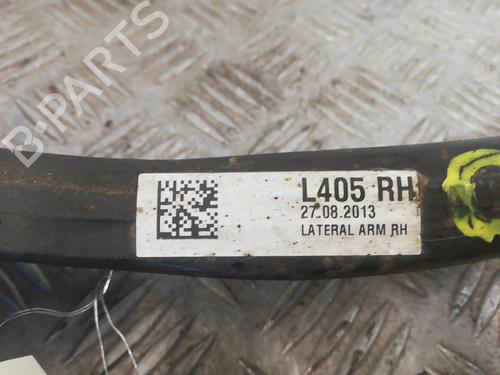 L405 RH
27.08.2013
LATERAL ARM RH
B-PARTS